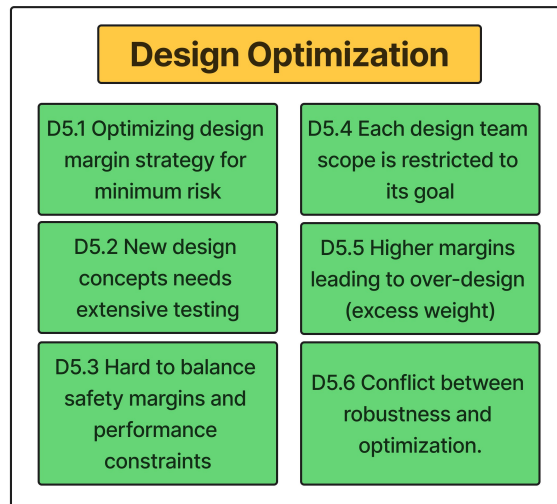 Design Optimization
D5.1 Optimizing design
margin strategy for
minimum risk
D5.2 New design
concepts needs
extensive testing
D5.3 Hard to balance
safety margins and
performance
constraints
D5.4 Each design team
scope is restricted to
its goal
D5.5 Higher margins
leading to over-design
(excess weight)
D5.6 Conflict between
robustness and
optimization.